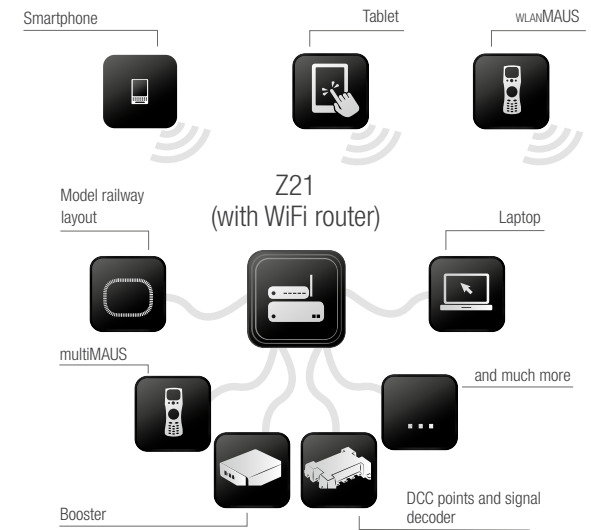 Smartphone
Tablet
WLANMAUS
Z21
(with WiFi router)
Model railway
layout
Laptop
multiMAUS
and much more
...
Booster
DCC points and signal
decoder